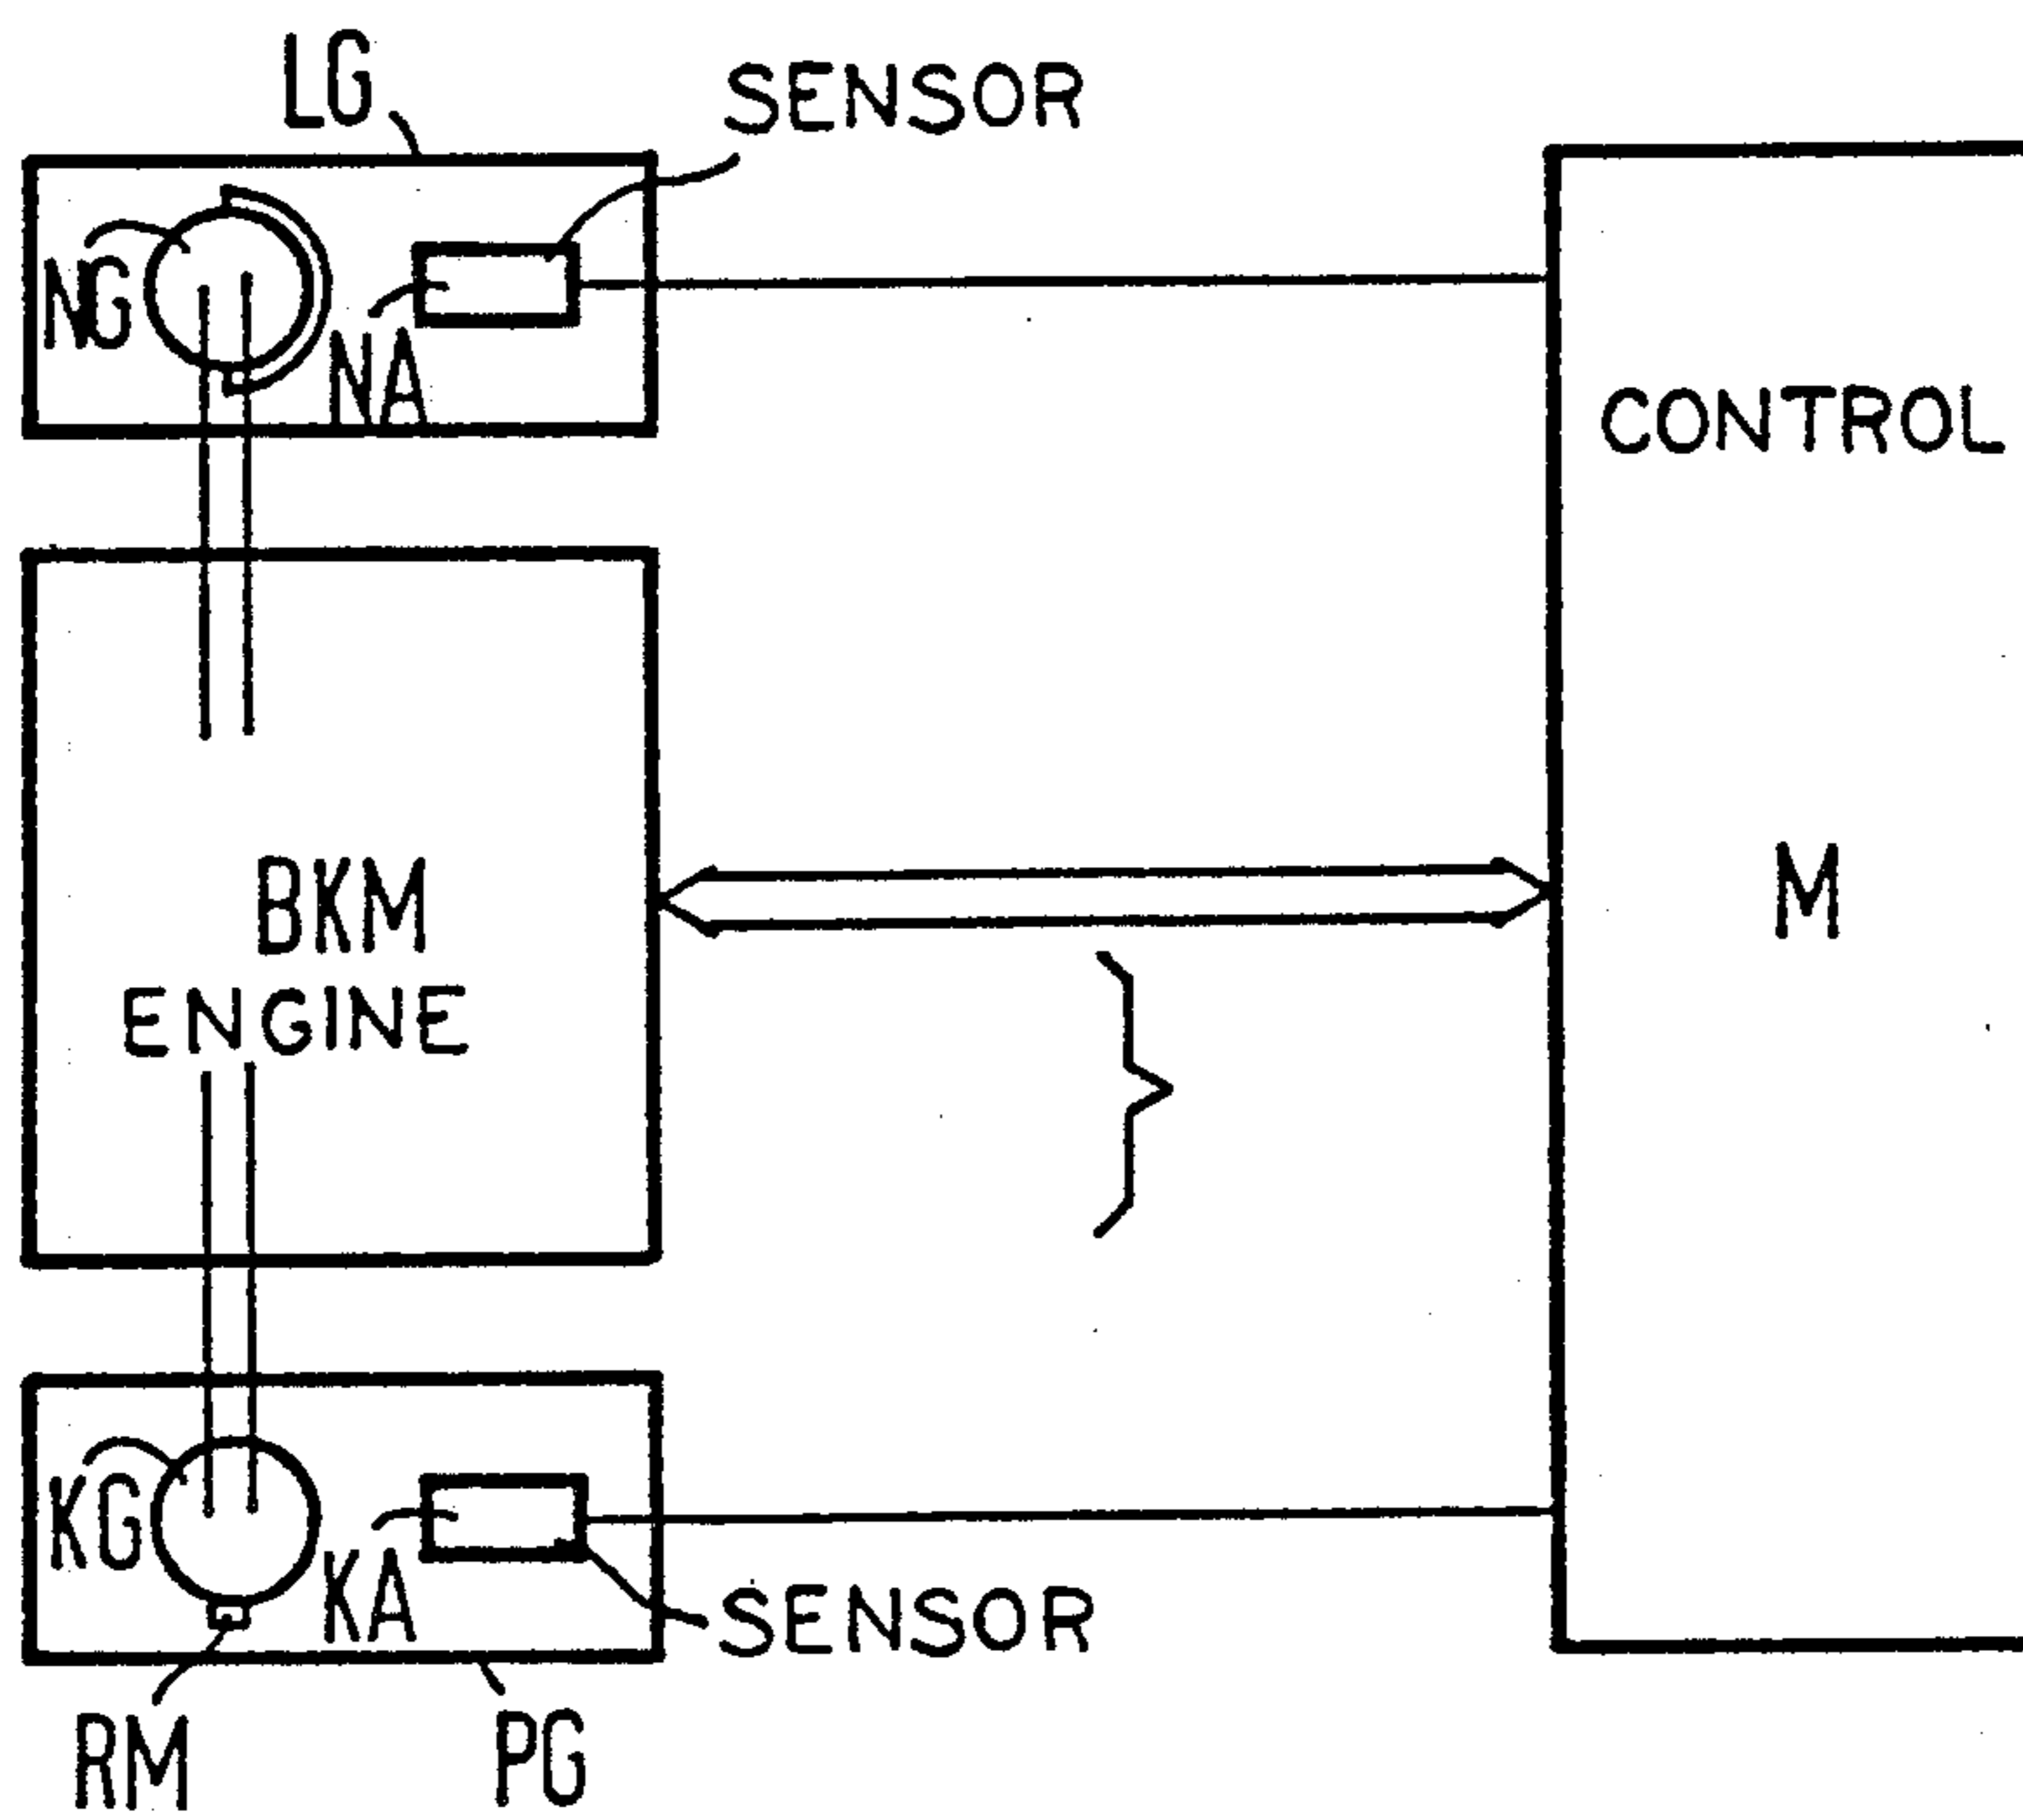 LG
SENSOR
NG
NA
CONTROL
BKM
ENGINE
M
KG
KA
SENSOR
RM
PG